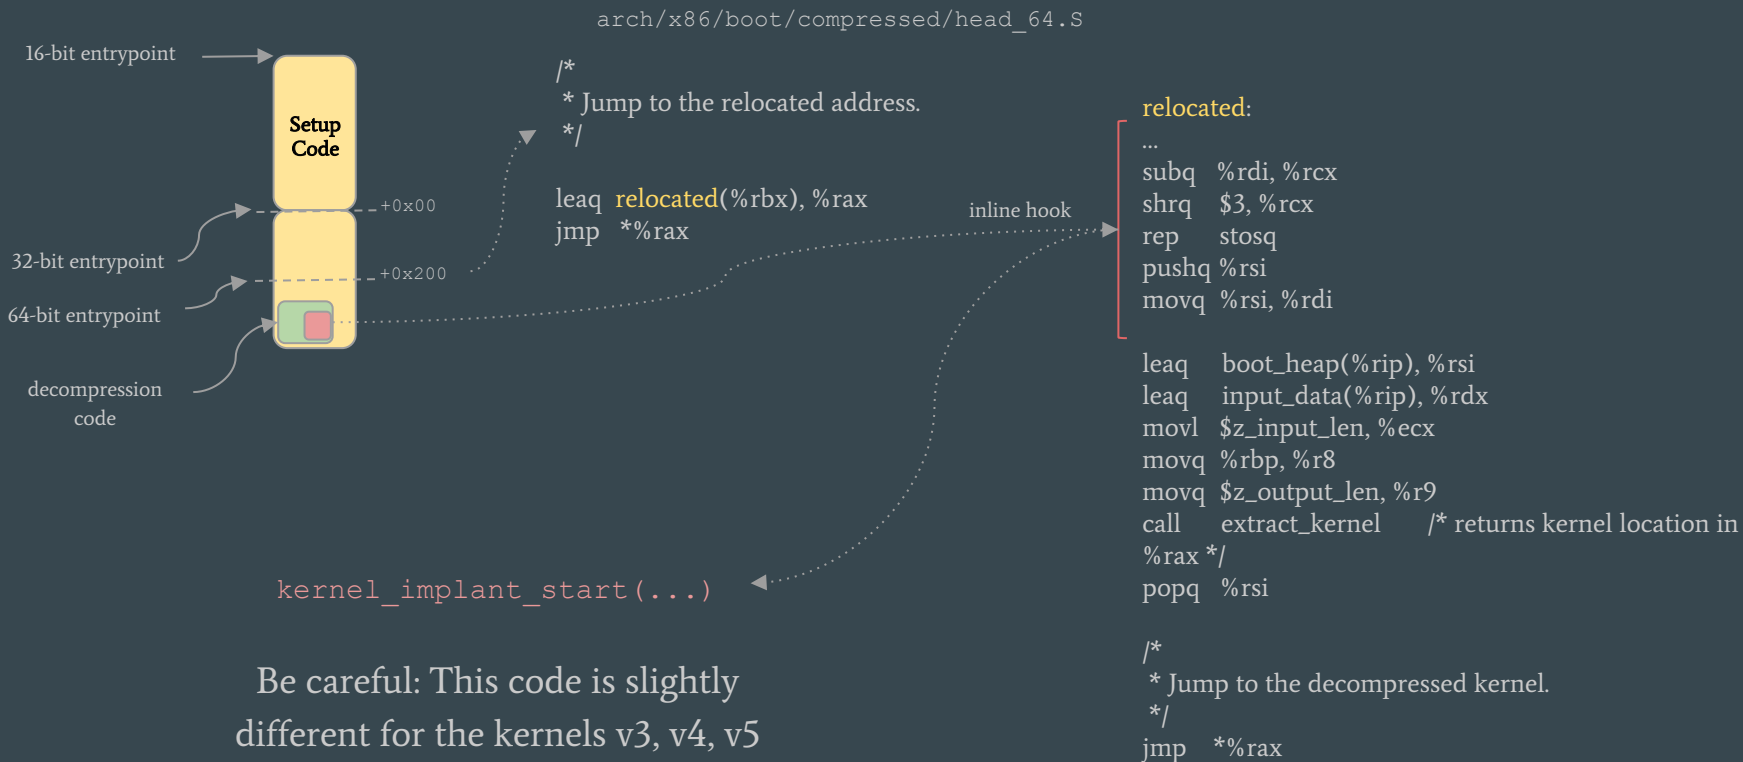 arch/x86/boot/compressed/head_64.S
16-bit entrypoint
Setup
Code
+0x00
32-bit entrypoint
+0x200
64-bit entrypoint
decompression
code
/*
* Jump to the relocated address.
*/
leaq relocated(%rbx), %rax
jmp *%rax
inline hook
relocated:
...
subq %rdi, %rcx
shrq $3, %rcx
rep stosq
pushq %rsi
movq %rsi, %rdi
leaq boot_heap(%rip), %rsi
leaq input_data(%rip), %rdx
movl $z_input_len, %ecx
movq %rbp, %r8
movq $z_output_len, %r9
call extract_kernel /* returns kernel location in
%rax */
popq %rsi
/*
* Jump to the decompressed kernel.
*/
jmp *%rax
kernel_implant_start(...)
Be careful: This code is slightly
different for the kernels v3, v4, v5